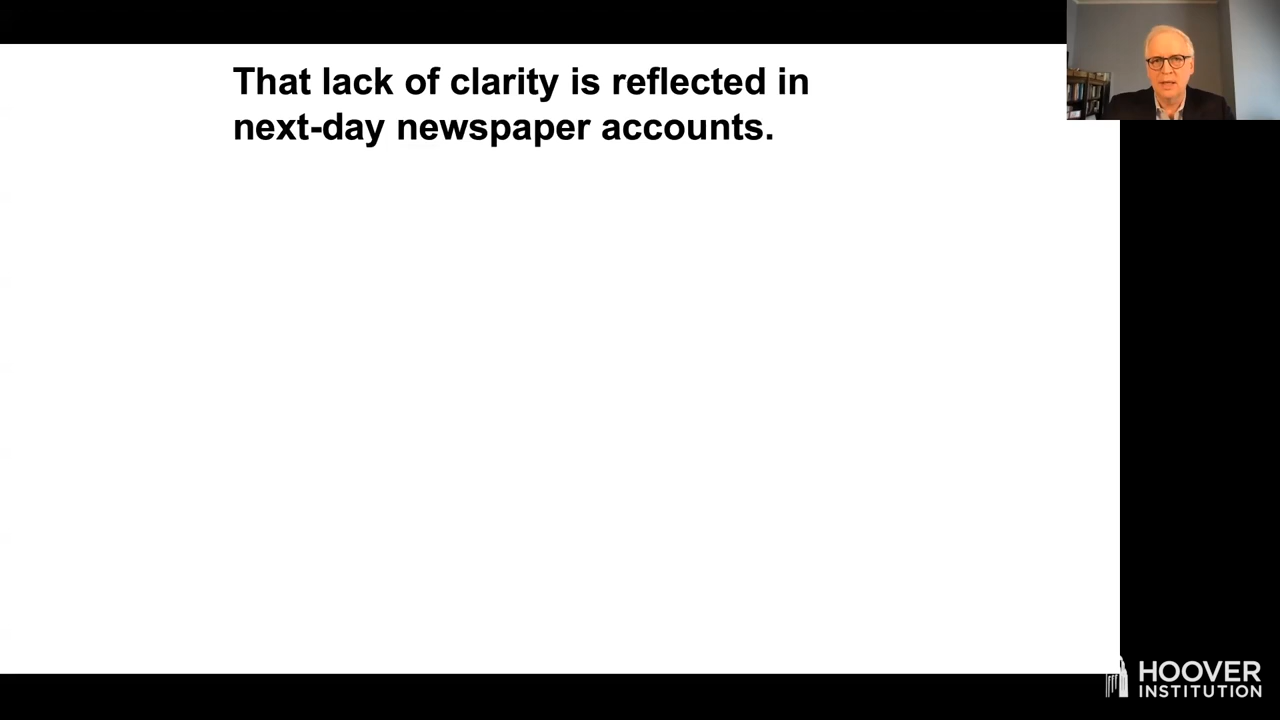 That lack of clarity is reflected in
next-day newspaper accounts.
HOOVER
INSTITUTION